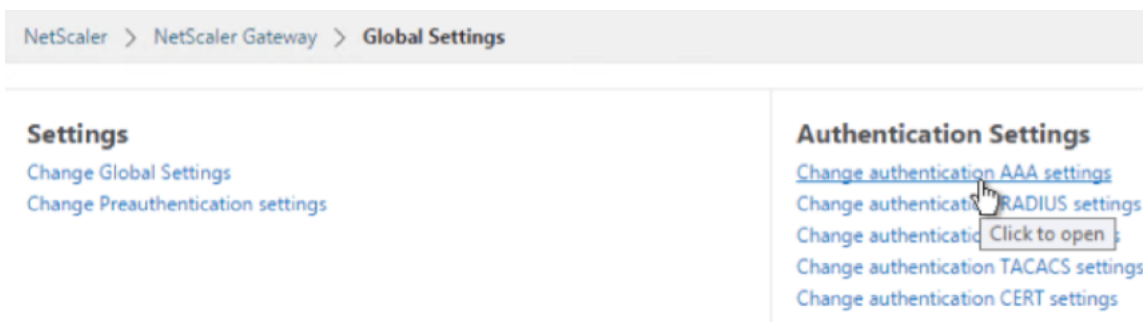 NetScaler > NetScaler Gateway > Global Settings
Settings
Change Global Settings
Change Preauthentication settings
Authentication Settings
Change authentication AAA settings
Change RADIUS settings
Change
Click to open
Change authentication TACACS settings
Change authentication CERT settings